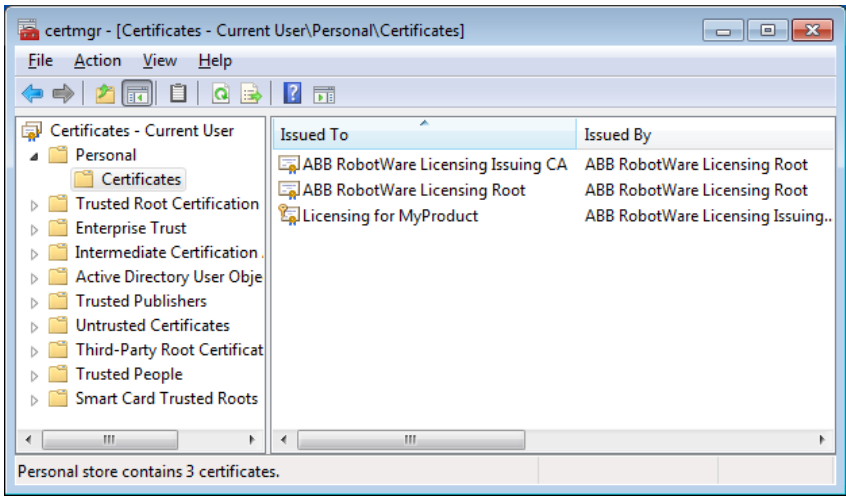 certmgr - [Certificates - Current User\Personal\Certificates]
File Action View Help
Certificates - Current User
Personal
Certificates
Trusted Root Certification
Enterprise Trust
Intermediate Certification
Active Directory User Obje
Trusted Publishers
Untrusted Certificates
Third-Party Root Certificat
Trusted People
Smart Card Trusted Roots
Issued To Issued By
ABB RobotWare Licensing Issuing CA ABB RobotWare Licensing Root
ABB RobotWare Licensing Root ABB RobotWare Licensing Root
Licensing for MyProduct ABB RobotWare Licensing Issuing..
Personal store contains 3 certificates.